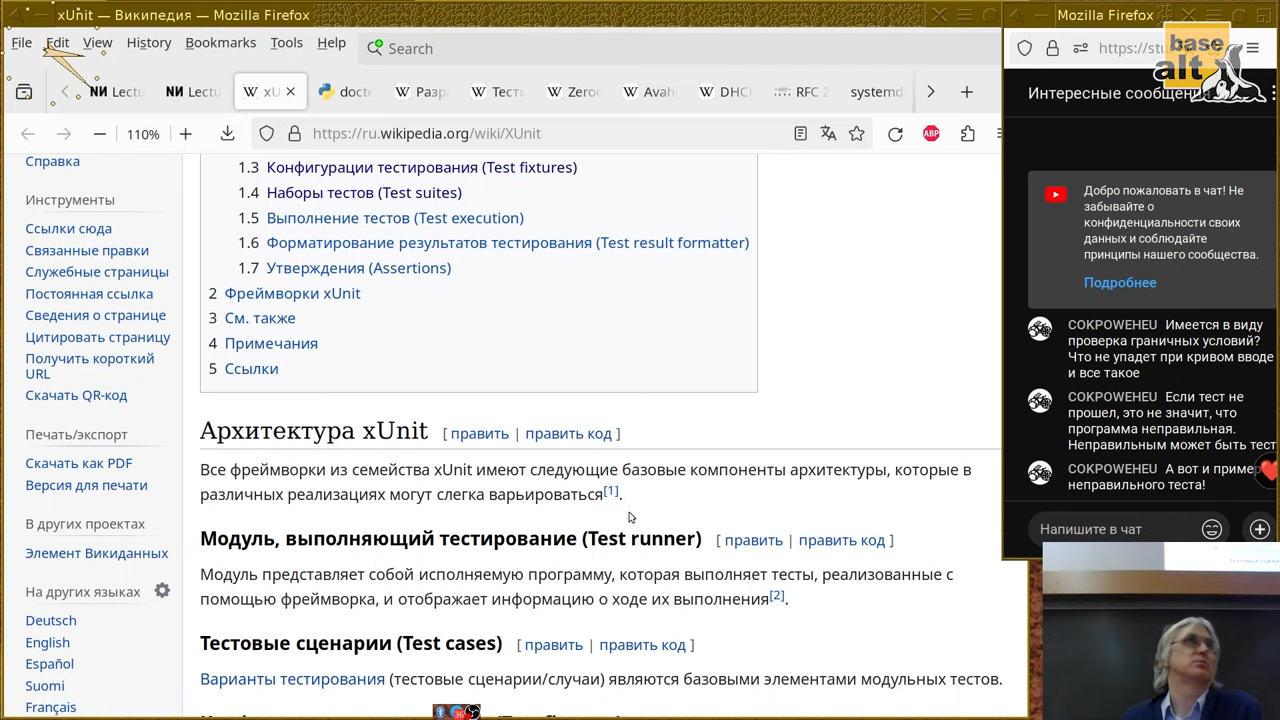 xUnit — Википедия — Mozilla Firefox
File Edit View History Bookmarks Tools Help
Search
Lectu
Lectu
xU
docte
Разра
Тести
Zeroc
Avahi
DHCI
RFC 2
systemd
110%
https://ru.wikipedia.org/wiki/XUnit
ABP
Справка
Инструменты
Ссылки сюда
Связанные правки
Служебные страницы
Постоянная ссылка
Сведения о странице
Цитировать страницу
Получить короткий
URL
Скачать QR-код
Печать/экспорт
Скачать как PDF
Версия для печати
В других проектах
Элемент Викиданных
На других языках
Deutsch
English
Español
Suomi
Français
1.3 Конфигурации тестирования (Test fixtures)
1.4 Наборы тестов (Test suites)
1.5 Выполнение тестов (Test execution)
1.6 Форматирование результатов тестирования (Test result formatter)
1.7 Утверждения (Assertions)
2 Фреймворки xUnit
3 См. также
4 Примечания
5 Ссылки
Архитектура xUnit [ править | править код ]
Все фреймворки из семейства xUnit имеют следующие базовые компоненты архитектуры, которые в
различных реализациях могут слегка варьироваться[1].
Модуль, выполняющий тестирование (Test runner) [ править | править код ]
Модуль представляет собой исполняемую программу, которая выполняет тесты, реализованные с
помощью фреймворка, и отображает информацию о ходе их выполнения[2].
Тестовые сценарии (Test cases) [ править | править код ]
Варианты тестирования (тестовые сценарии/случаи) являются базовыми элементами модульных тестов.
Mozilla Firefox
base
alt
https://stu
Интересные сообщения
Добро пожаловать в чат! Не
забывайте о
конфиденциальности своих
данных и соблюдайте
принципы нашего сообщества.
Подробнее
COKPOWEHEU Имеется в виду
проверка граничных условий?
Что не упадет при кривом вводе
и все такое
COKPOWEHEU Если тест не
прошел, это не значит, что
программа неправильная.
Неправильным может быть тест
COKPOWEHEU А вот и приме
неправильного теста!
Напишите в чат